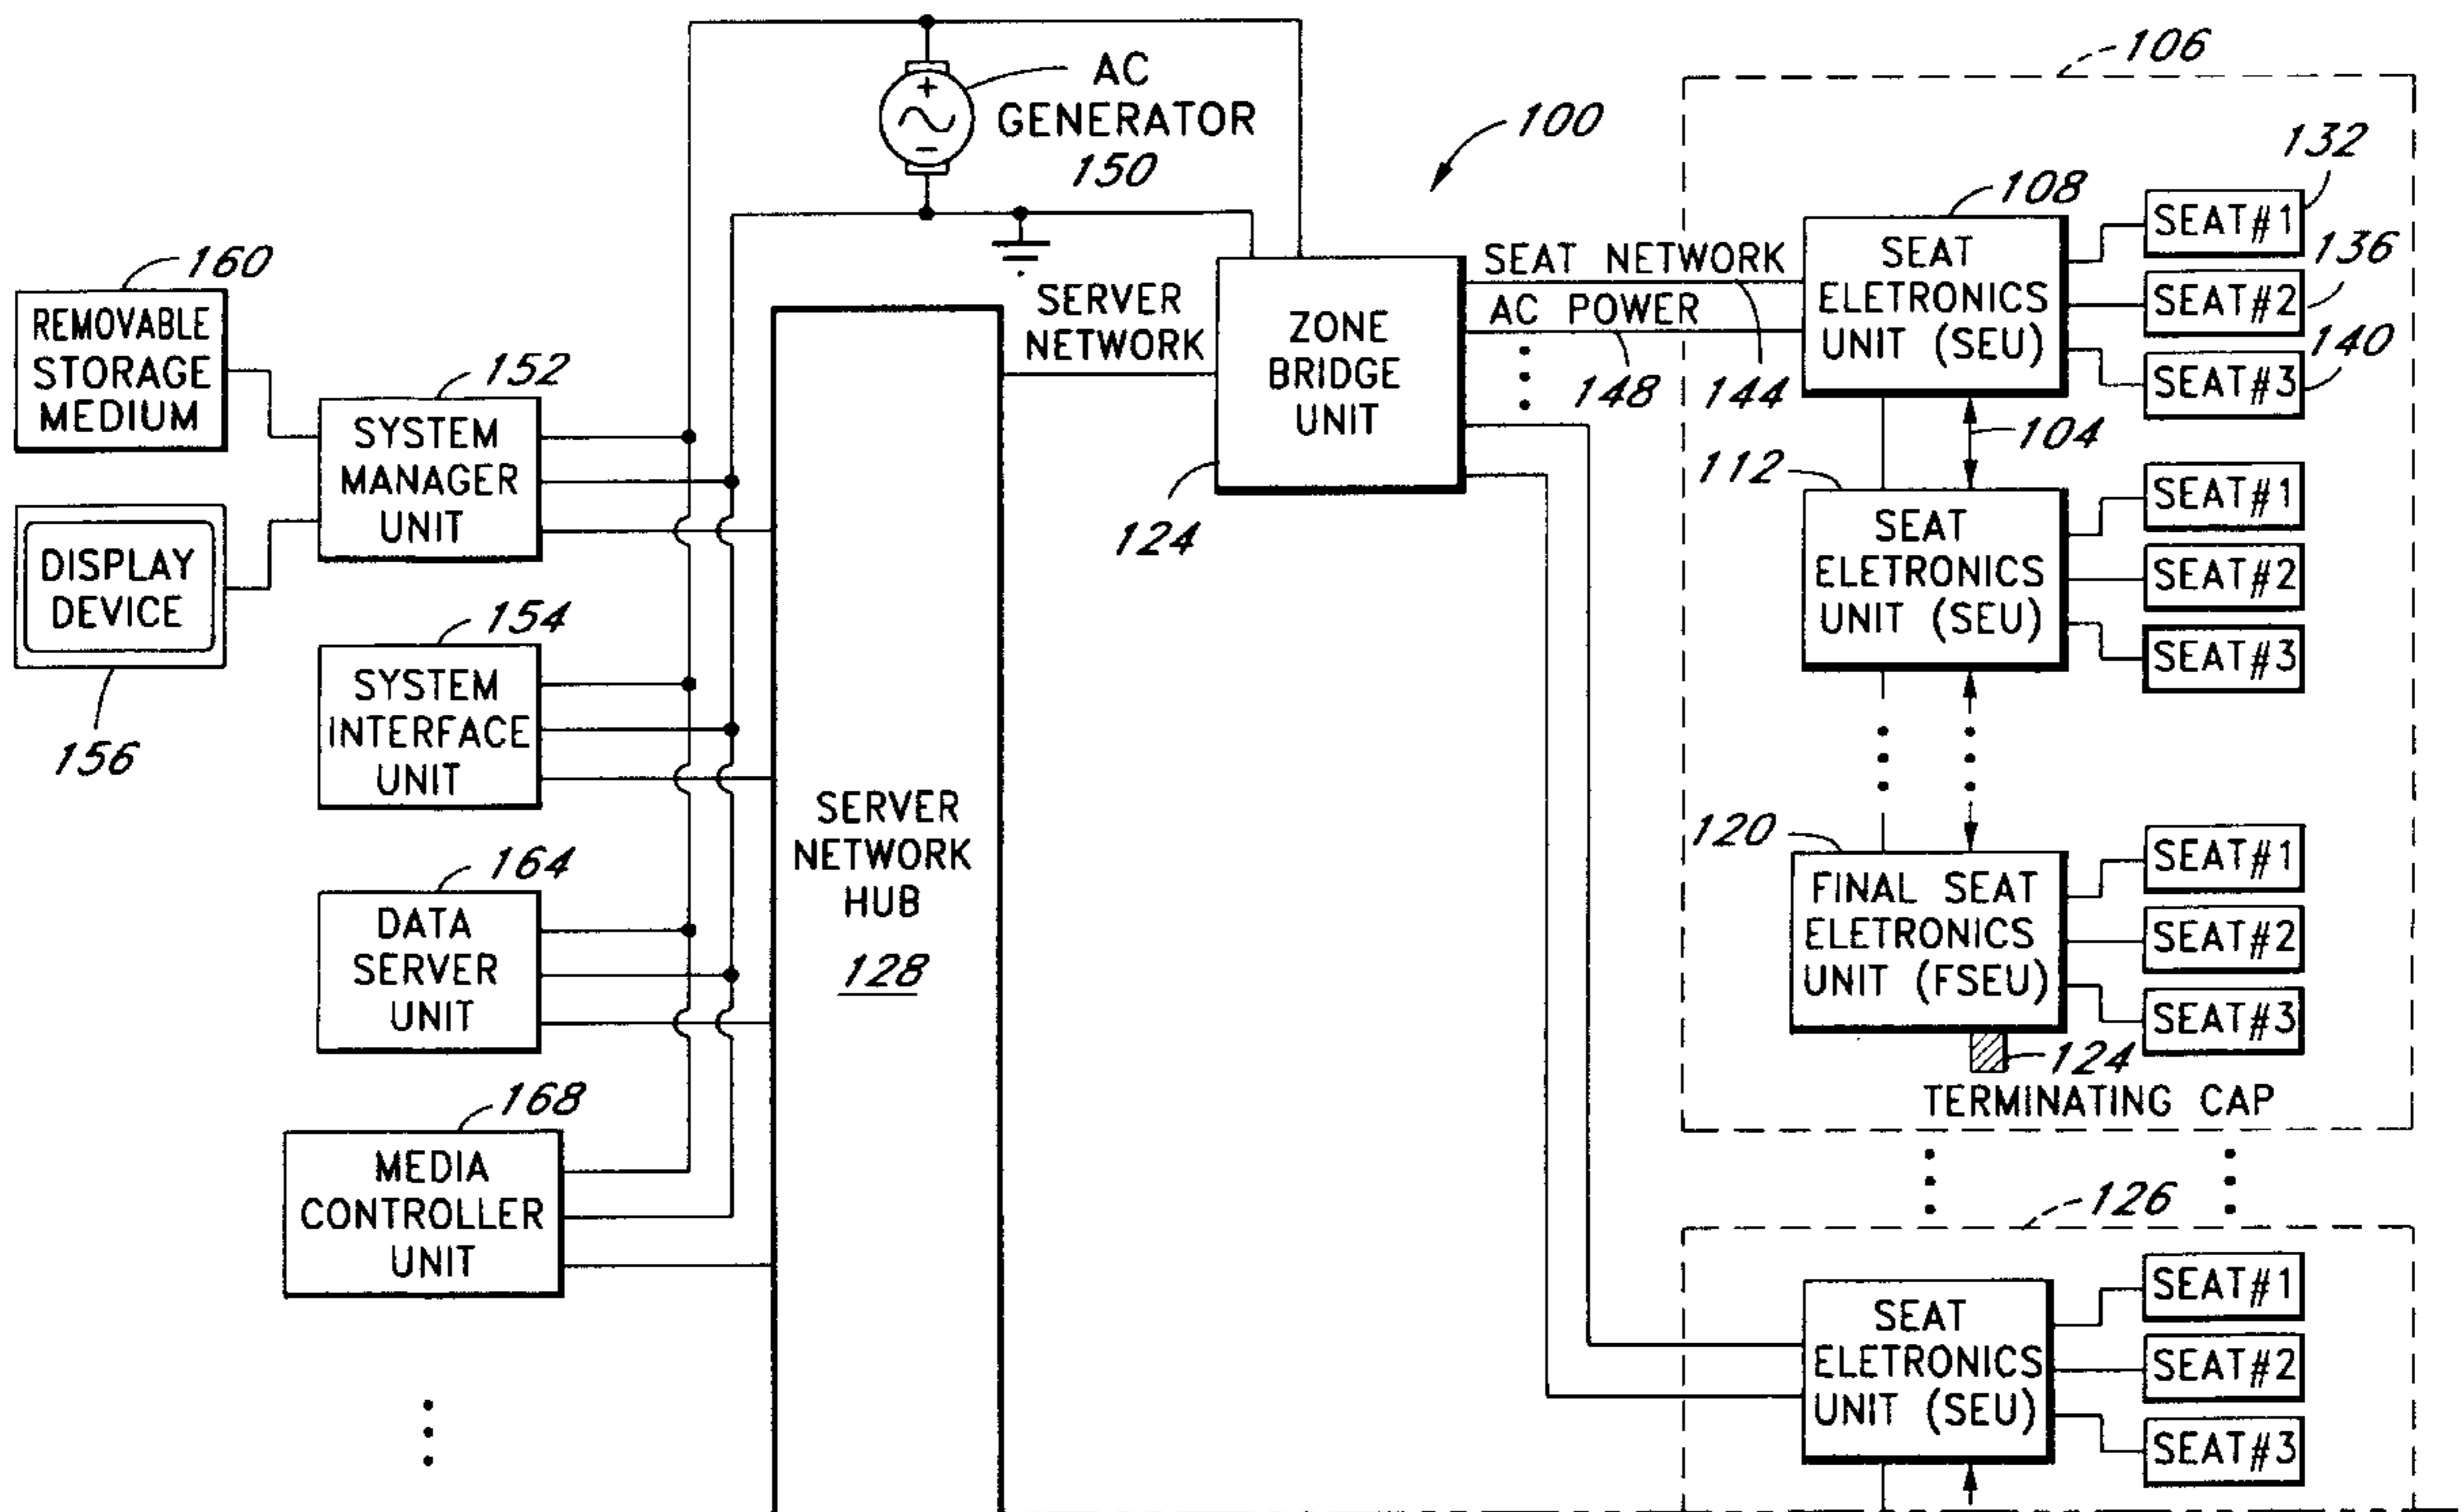 AC
GENERATOR
150
100
106
160
REMOVABLE
STORAGE
MEDIUM
152
SYSTEM
MANAGER
UNIT
DISPLAY
DEVICE
156
154
SYSTEM
INTERFACE
UNIT
164
DATA
SERVER
UNIT
168
MEDIA
CONTROLLER
UNIT
SERVER
NETWORK
HUB
128
SERVER
NETWORK
ZONE
BRIDGE
UNIT
124
SEAT NETWORK
AC POWER
148
144
108
SEAT
ELETRONICS
UNIT (SEU)
132
SEAT#1
136
SEAT#2
140
SEAT#3
104
112
SEAT
ELETRONICS
UNIT (SEU)
SEAT#1
SEAT#2
SEAT#3
120
FINAL SEAT
ELETRONICS
UNIT (FSEU)
SEAT#1
SEAT#2
SEAT#3
124
TERMINATING CAP
126
SEAT
ELETRONICS
UNIT (SEU)
SEAT#1
SEAT#2
SEAT#3